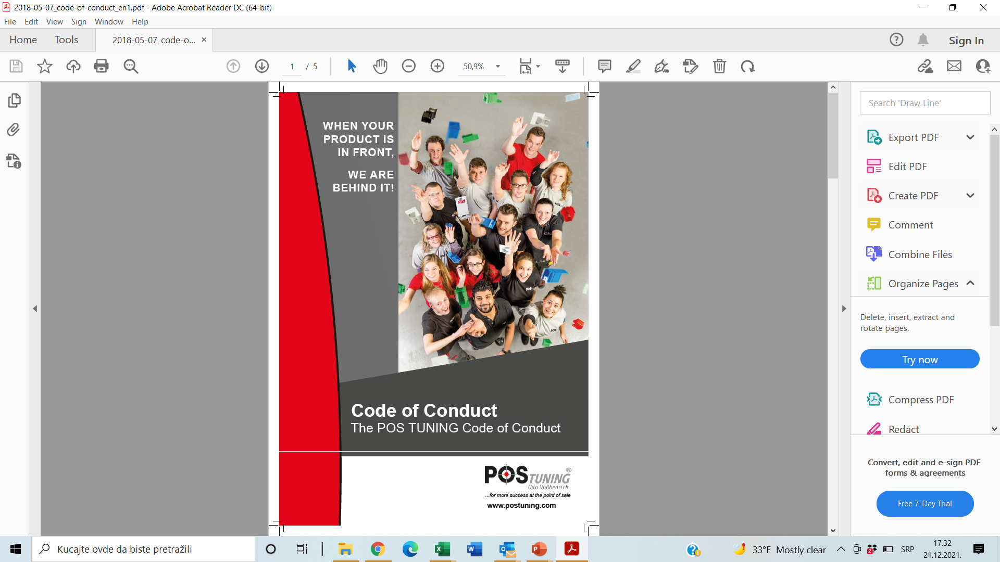 2018-05-07_code-of-conduct_en1.pdf - Adobe Acrobat Reader DC (64-bit)
File Edit View Sign Window Help
Home Tools 2018-05-07_code-o... × Sign In
1 / 5 50,9%
WHEN YOUR
PRODUCT IS
IN FRONT,
WE ARE
BEHIND IT!
Code of Conduct
The POS TUNING Code of Conduct
POS TUNING ®
Udo Voßhenrich
...for more success at the point of sale
www.postuning.com
Search 'Draw Line'
Export PDF
Edit PDF
Create PDF
Comment
Combine Files
Organize Pages
Delete, insert, extract and
rotate pages.
Try now
Compress PDF
Redact
Convert, edit and e-sign PDF
forms & agreements
Free 7-Day Trial
Kucajte ovde da biste pretražili
33°F Mostly clear
2
SRP
17.32
21.12.2021.